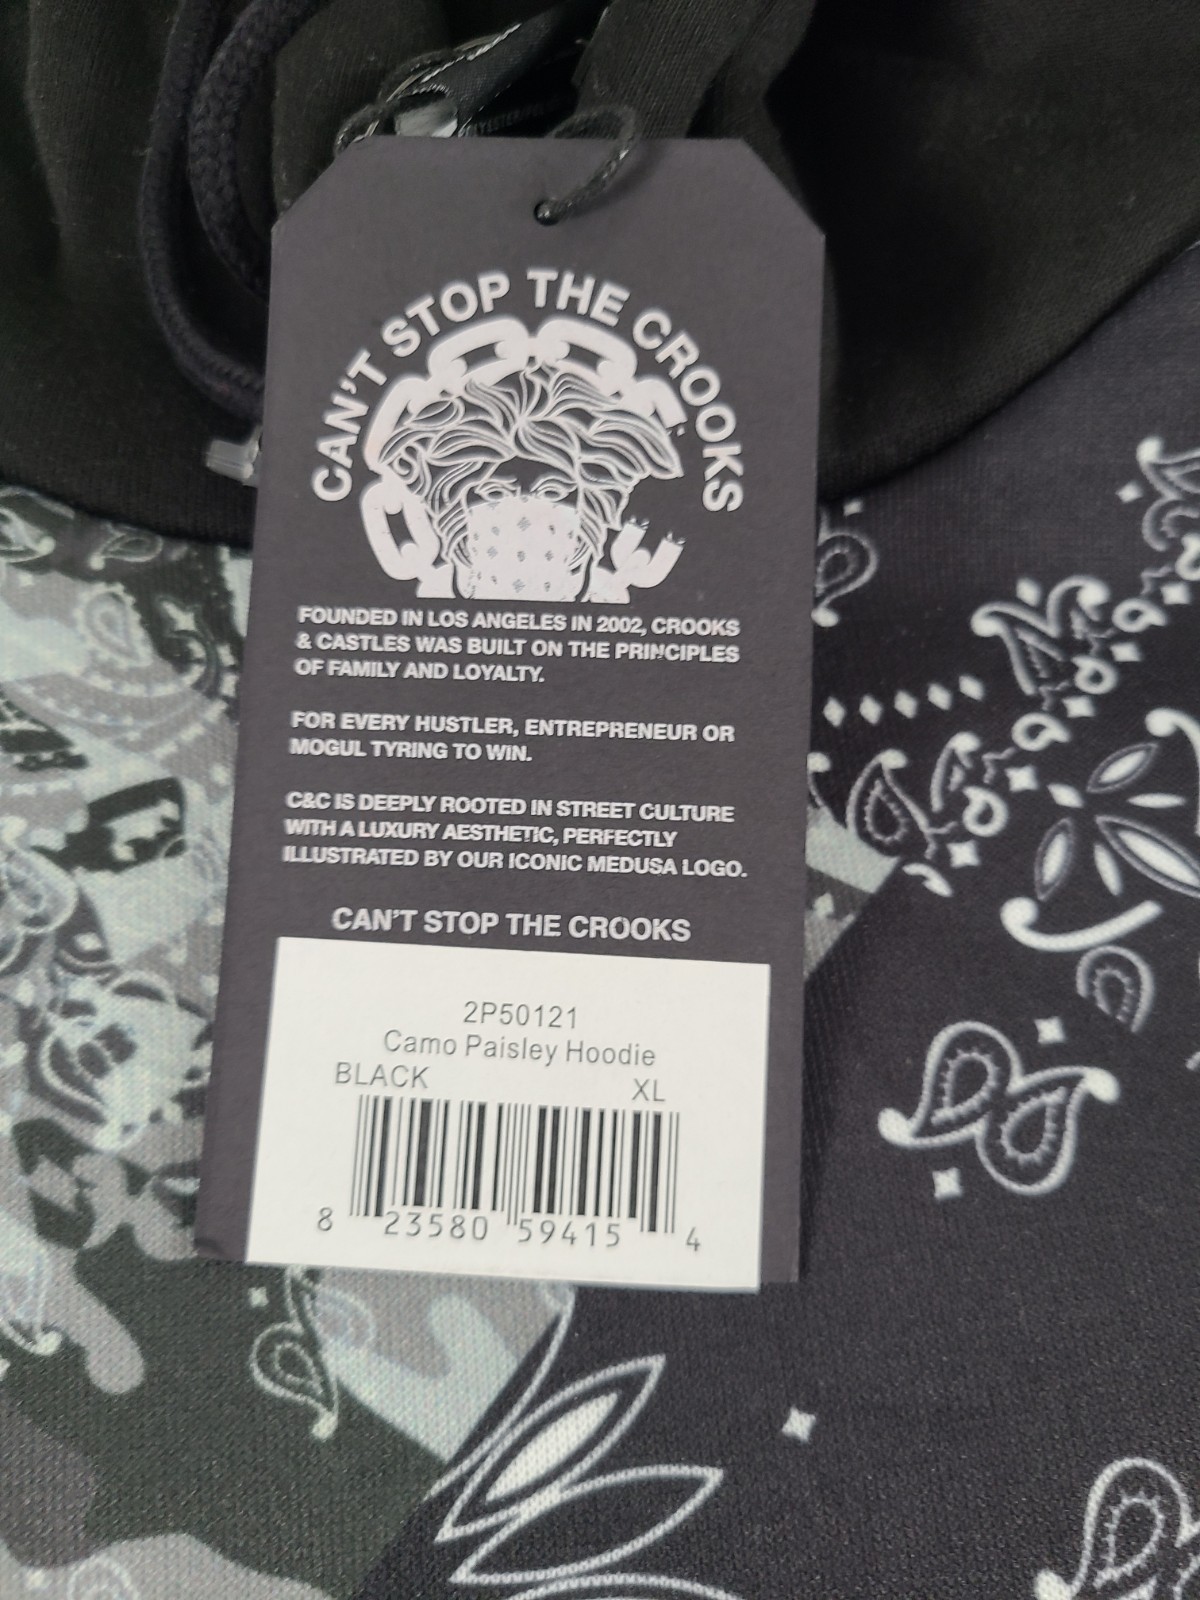 CAN'T STOP THE CROOKS
FOUNDED IN LOS ANGELES IN 2002, CROOKS
& CASTLES WAS BUILT ON THE PRINCIPLES
OF FAMILY AND LOYALTY.
FOR EVERY HUSTLER, ENTREPRENEUR OR
MOGUL TYRING TO WIN.
C&C IS DEEPLY ROOTED IN STREET CULTURE
WITH A LUXURY AESTHETIC, PERFECTLY
ILLUSTRATED BY OUR ICONIC MEDUSA LOGO.
CAN'T STOP THE CROOKS
2P50121
Camo Paisley Hoodie
BLACK XL
8 23580 59415 4